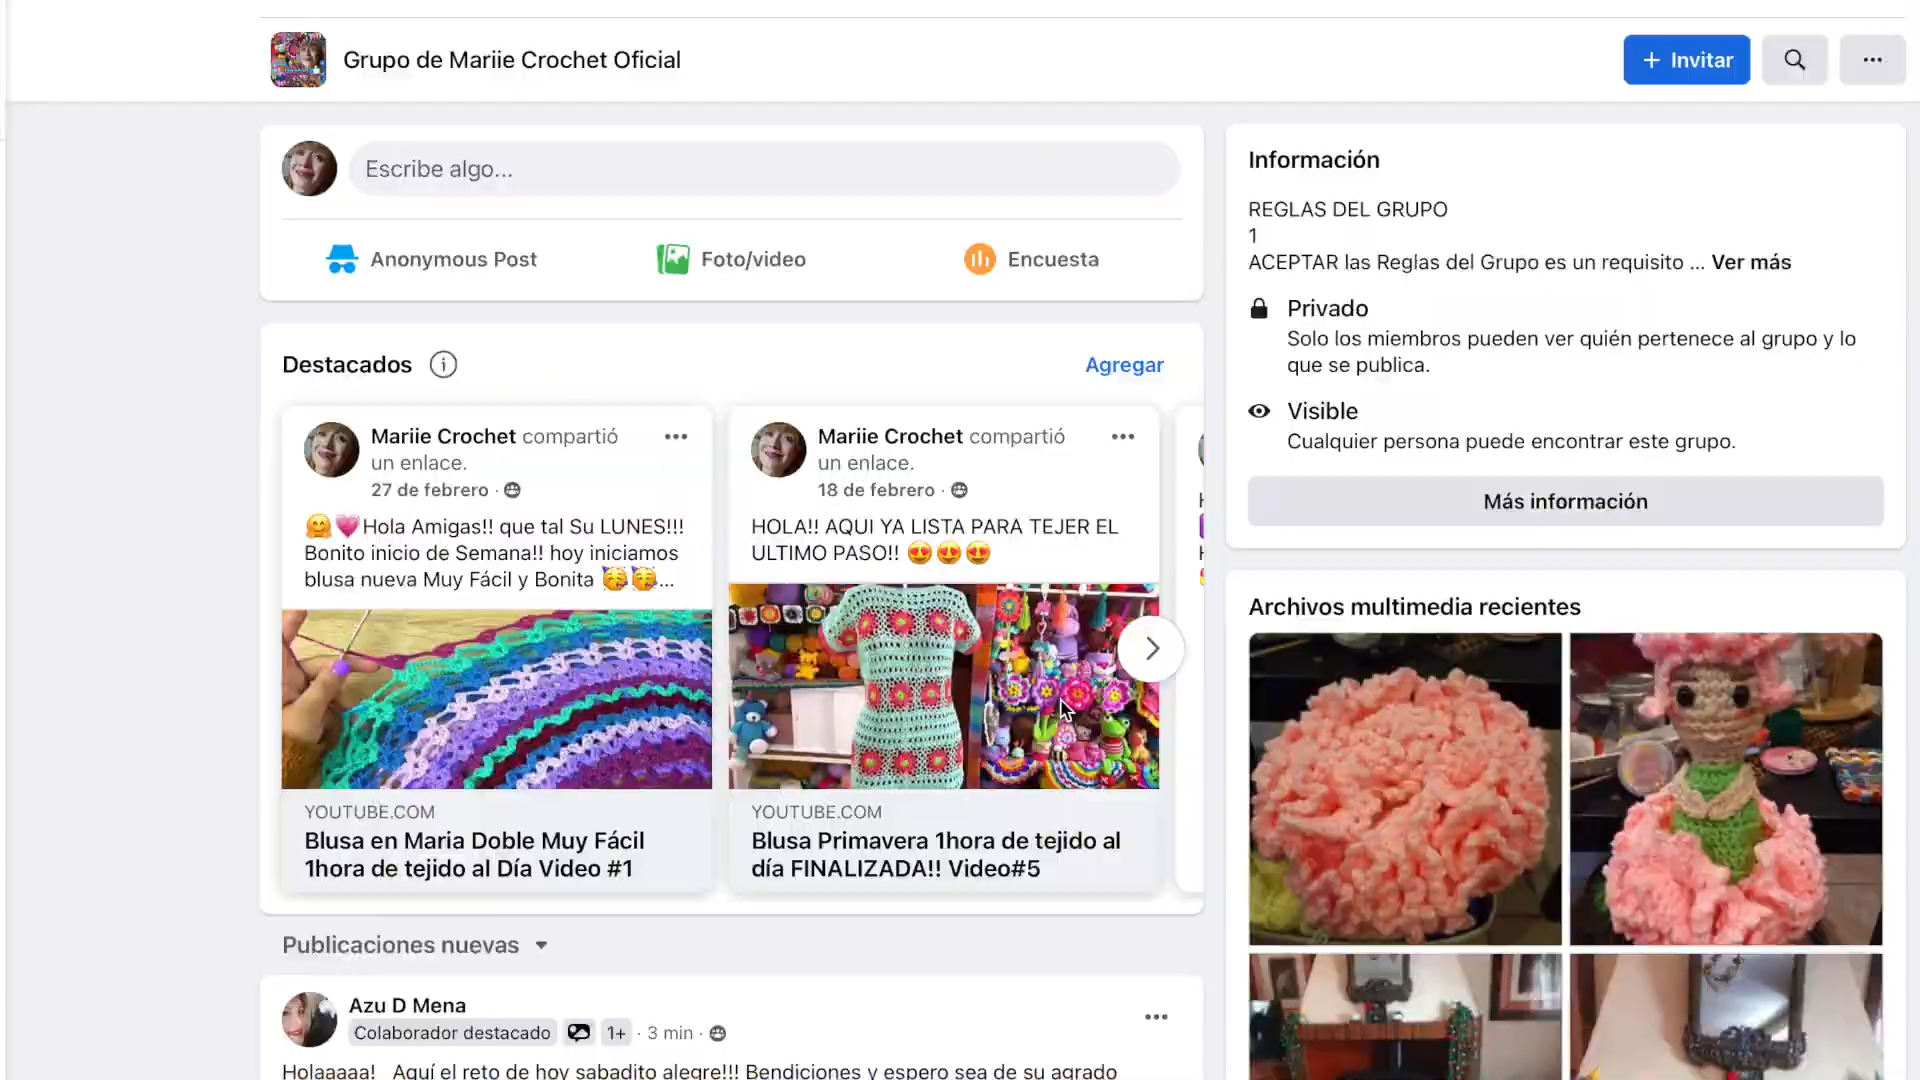 Grupo de Mariie Crochet Oficial
+ Invitar
Escribe algo...
Anonymous Post
Foto/video
Encuesta
Destacados
Agregar
Mariie Crochet compartió
un enlace.
27 de febrero ·
🤗💗Hola Amigas!! que tal Su LUNES!!!
Bonito inicio de Semana!! hoy iniciamos
blusa nueva Muy Fácil y Bonita 🥳🥳...
YOUTUBE.COM
Blusa en Maria Doble Muy Fácil
1hora de tejido al Día Video #1
Mariie Crochet compartió
un enlace.
18 de febrero ·
HOLA!! AQUI YA LISTA PARA TEJER EL
ULTIMO PASO!! 😍😍😍
YOUTUBE.COM
Blusa Primavera 1hora de tejido al
día FINALIZADA!! Video#5
Publicaciones nuevas
Azu D Mena
Colaborador destacado 1+ · 3 min ·
Holaaaaa! Aquí el reto de hoy sabadito alegre!!! Bendiciones y espero sea de su agrado
Información
REGLAS DEL GRUPO
1
ACEPTAR las Reglas del Grupo es un requisito ... Ver más
Privado
Solo los miembros pueden ver quién pertenece al grupo y lo
que se publica.
Visible
Cualquier persona puede encontrar este grupo.
Más información
Archivos multimedia recientes